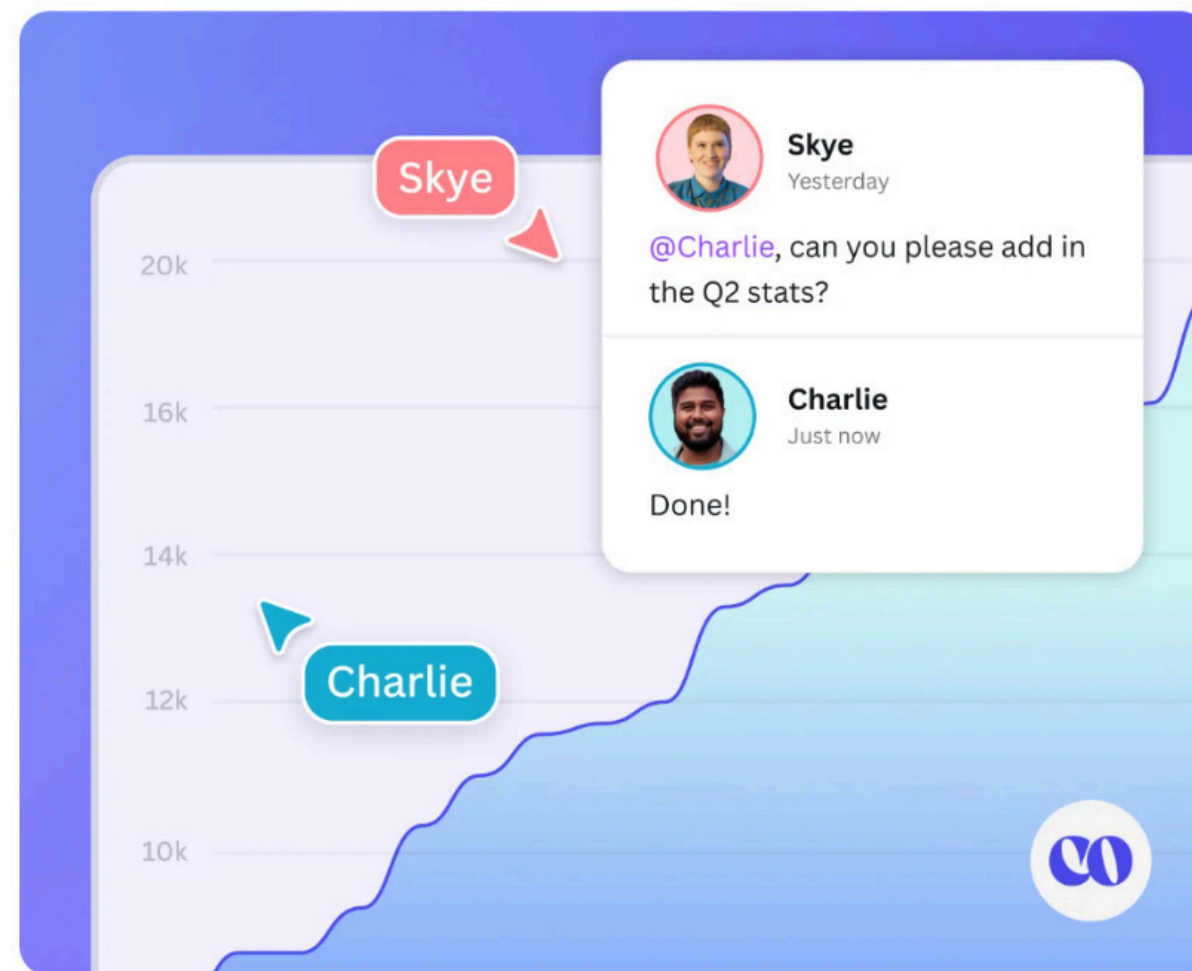 Skye
Skye
Yesterday
@Charlie, can you please add in
the Q2 stats?
Charlie
Just now
Done!
20k
16k
14k
12k
10k
Charlie
CO